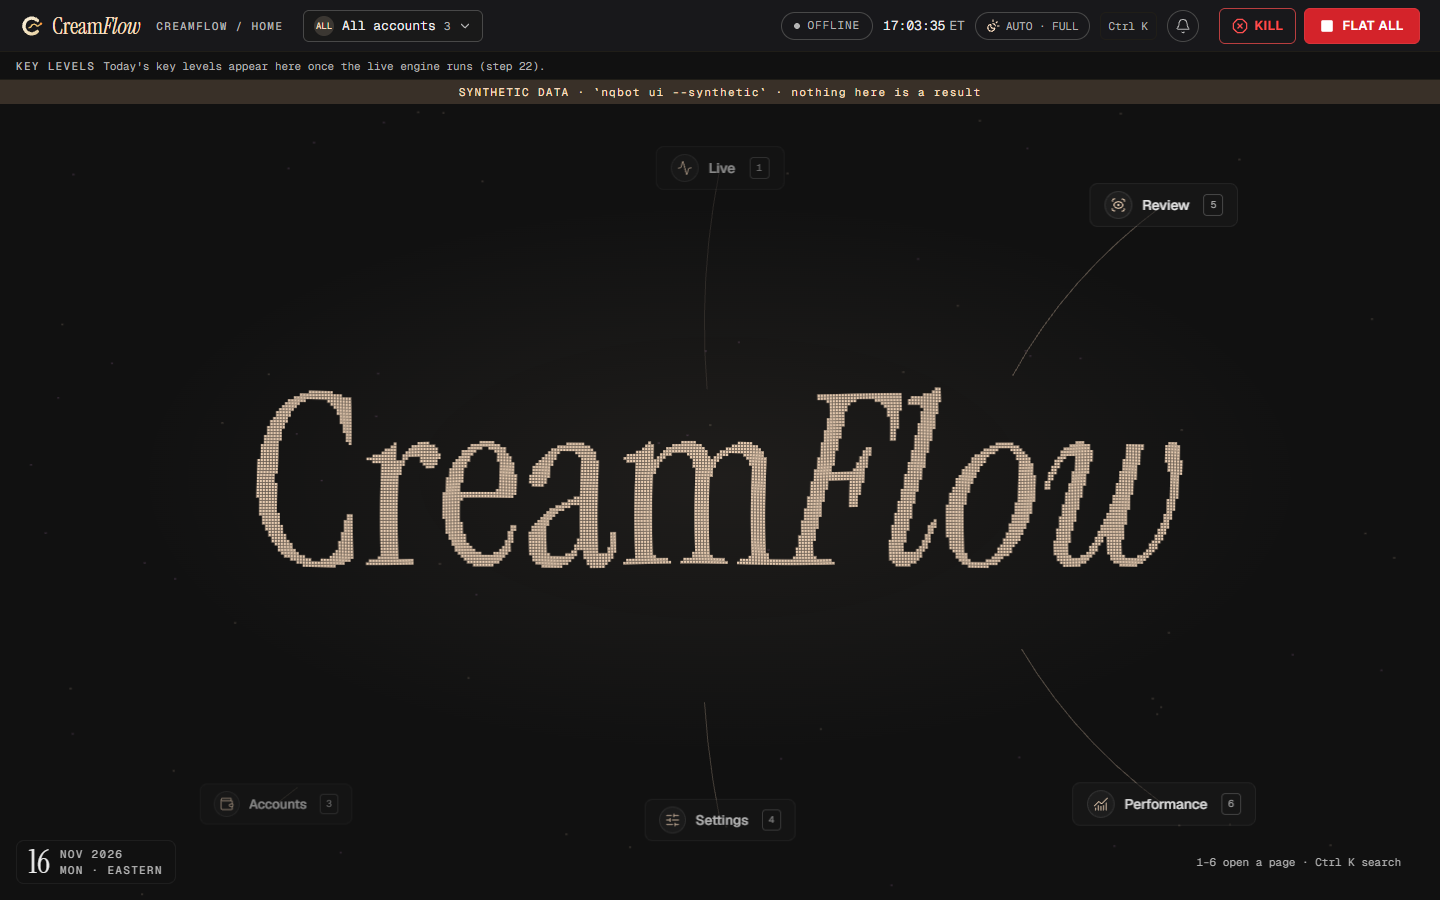 CreamFlow CREAMFLOW / HOME ALL All accounts 3 OFFLINE 17:03:35 ET AUTO · FULL Ctrl K KILL FLAT ALL
KEY LEVELS Today's key levels appear here once the live engine runs (step 22).
SYNTHETIC DATA · `nqbot ui --synthetic` · nothing here is a result
Live 1
Review 5
CreamFlow
Accounts 3
Settings 4
Performance 6
16 NOV 2026
MON · EASTERN
1-6 open a page · Ctrl K search